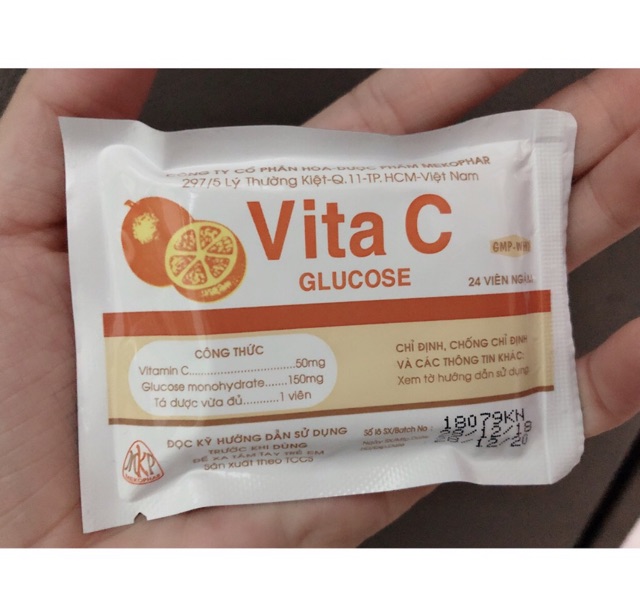 CÔNG TY CỔ PHẦN HÓA-DƯỢC PHẨM MEKOPHAR
297/5 Lý Thường Kiệt-Q.11-TP. HCM-Việt Nam
Vita C
GLUCOSE
24 VIÊN NGẬM
CÔNG THỨC
Vitamin C..............................50mg
Glucose monohydrate.......150mg
Tá dược vừa đủ..........1 viên
CHỈ ĐỊNH, CHỐNG CHỈ ĐỊNH
VÀ CÁC THÔNG TIN KHÁC:
Xem tờ hướng dẫn sử dụng
ĐỌC KỸ HƯỚNG DẪN SỬ DỤNG
TRƯỚC KHI DÙNG
ĐỂ XA TẦM TAY TRẺ EM
Sản xuất theo TCCS
Số lô SX/Batch No : 18079KN
28/12/18
28/12/20
MKP